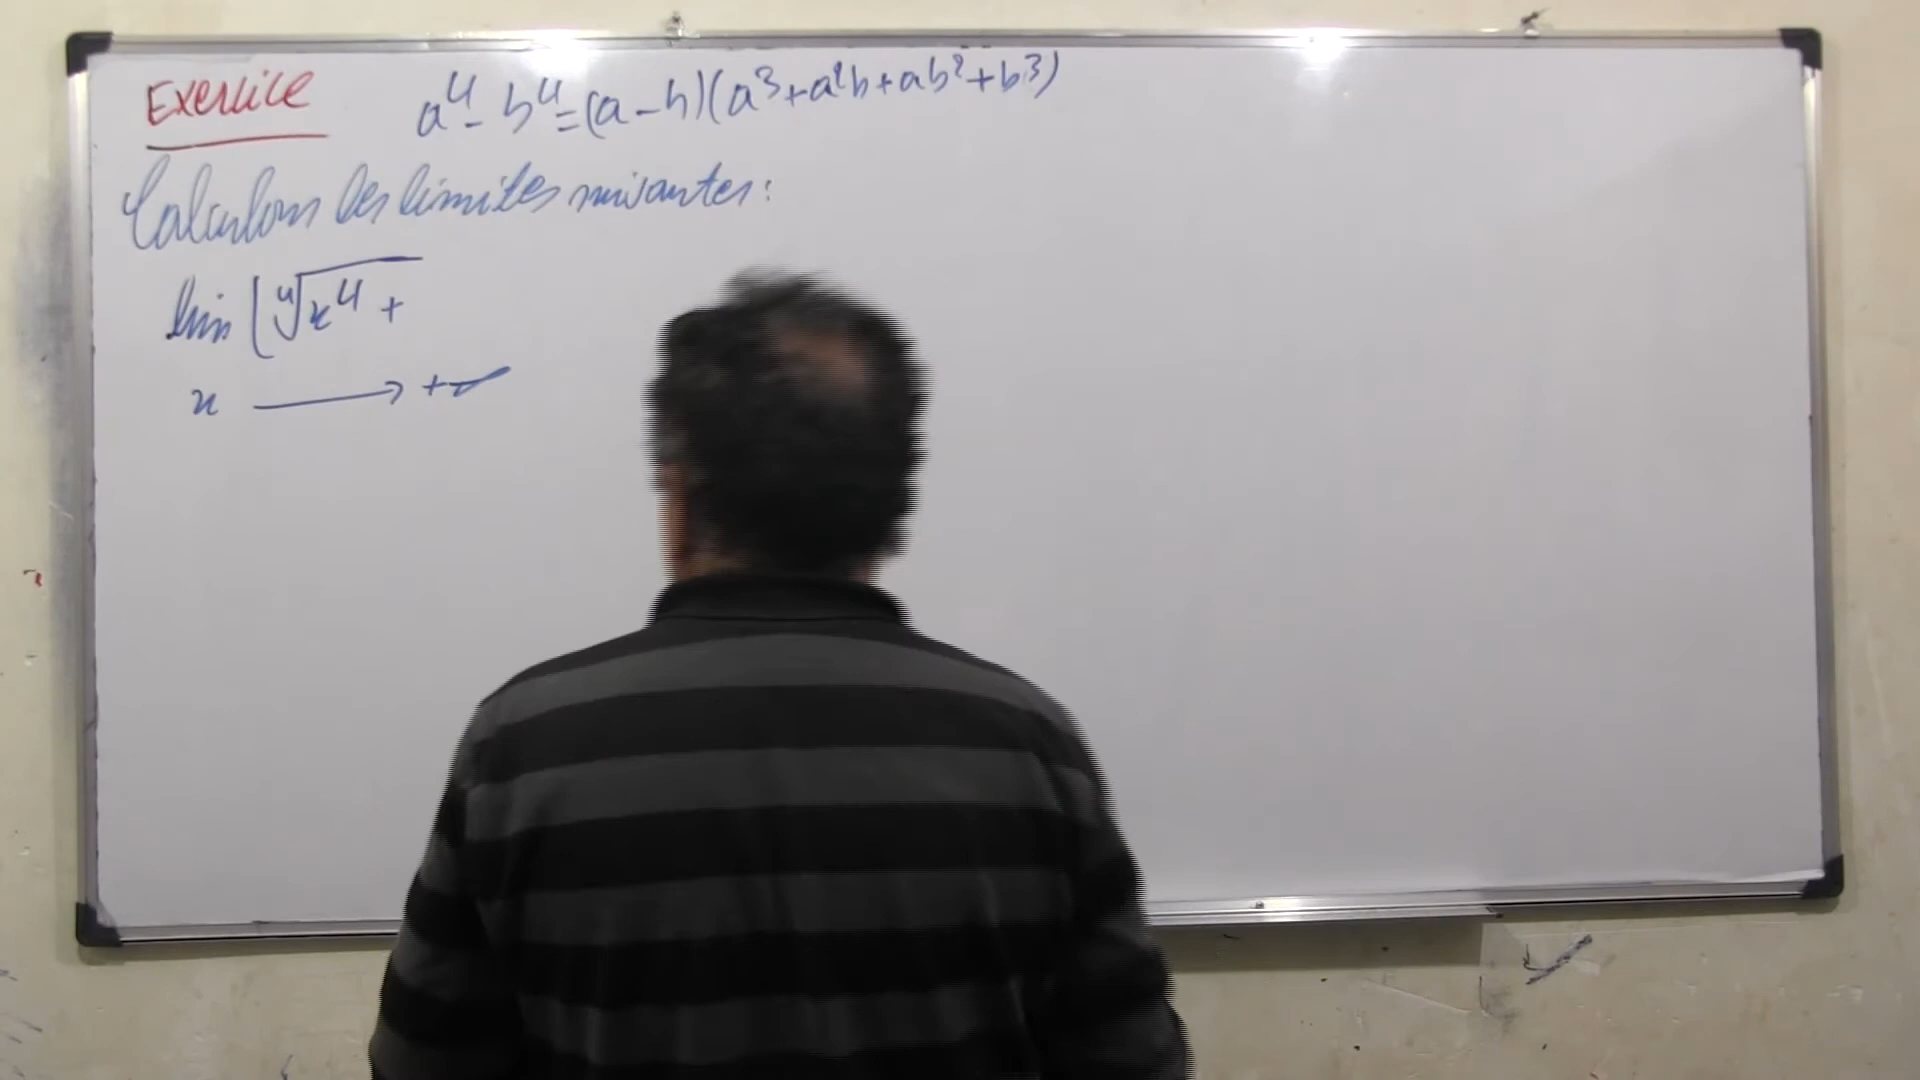 Exercice
a⁴ - b⁴ = (a - b)(a³ + a²b + ab² + b³)
Calculons les limites suivantes :
lim [⁴√x⁴ +
x → +∞